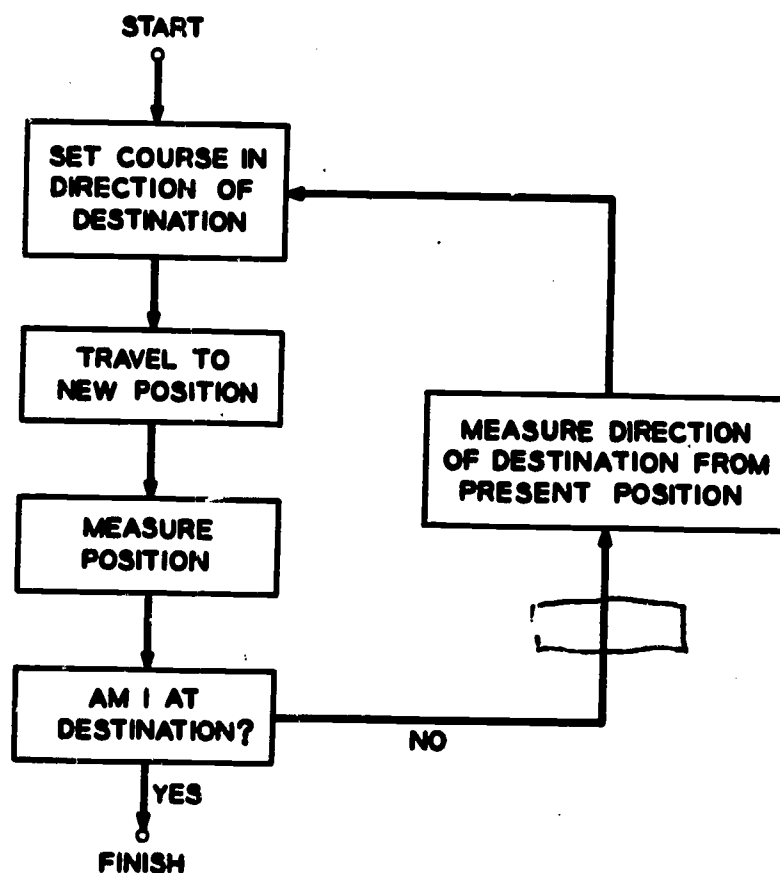 START
SET COURSE IN
DIRECTION OF
DESTINATION
TRAVEL TO
NEW POSITION
MEASURE
POSITION
AM I AT
DESTINATION?
YES
FINISH
NO
MEASURE DIRECTION
OF DESTINATION FROM
PRESENT POSITION